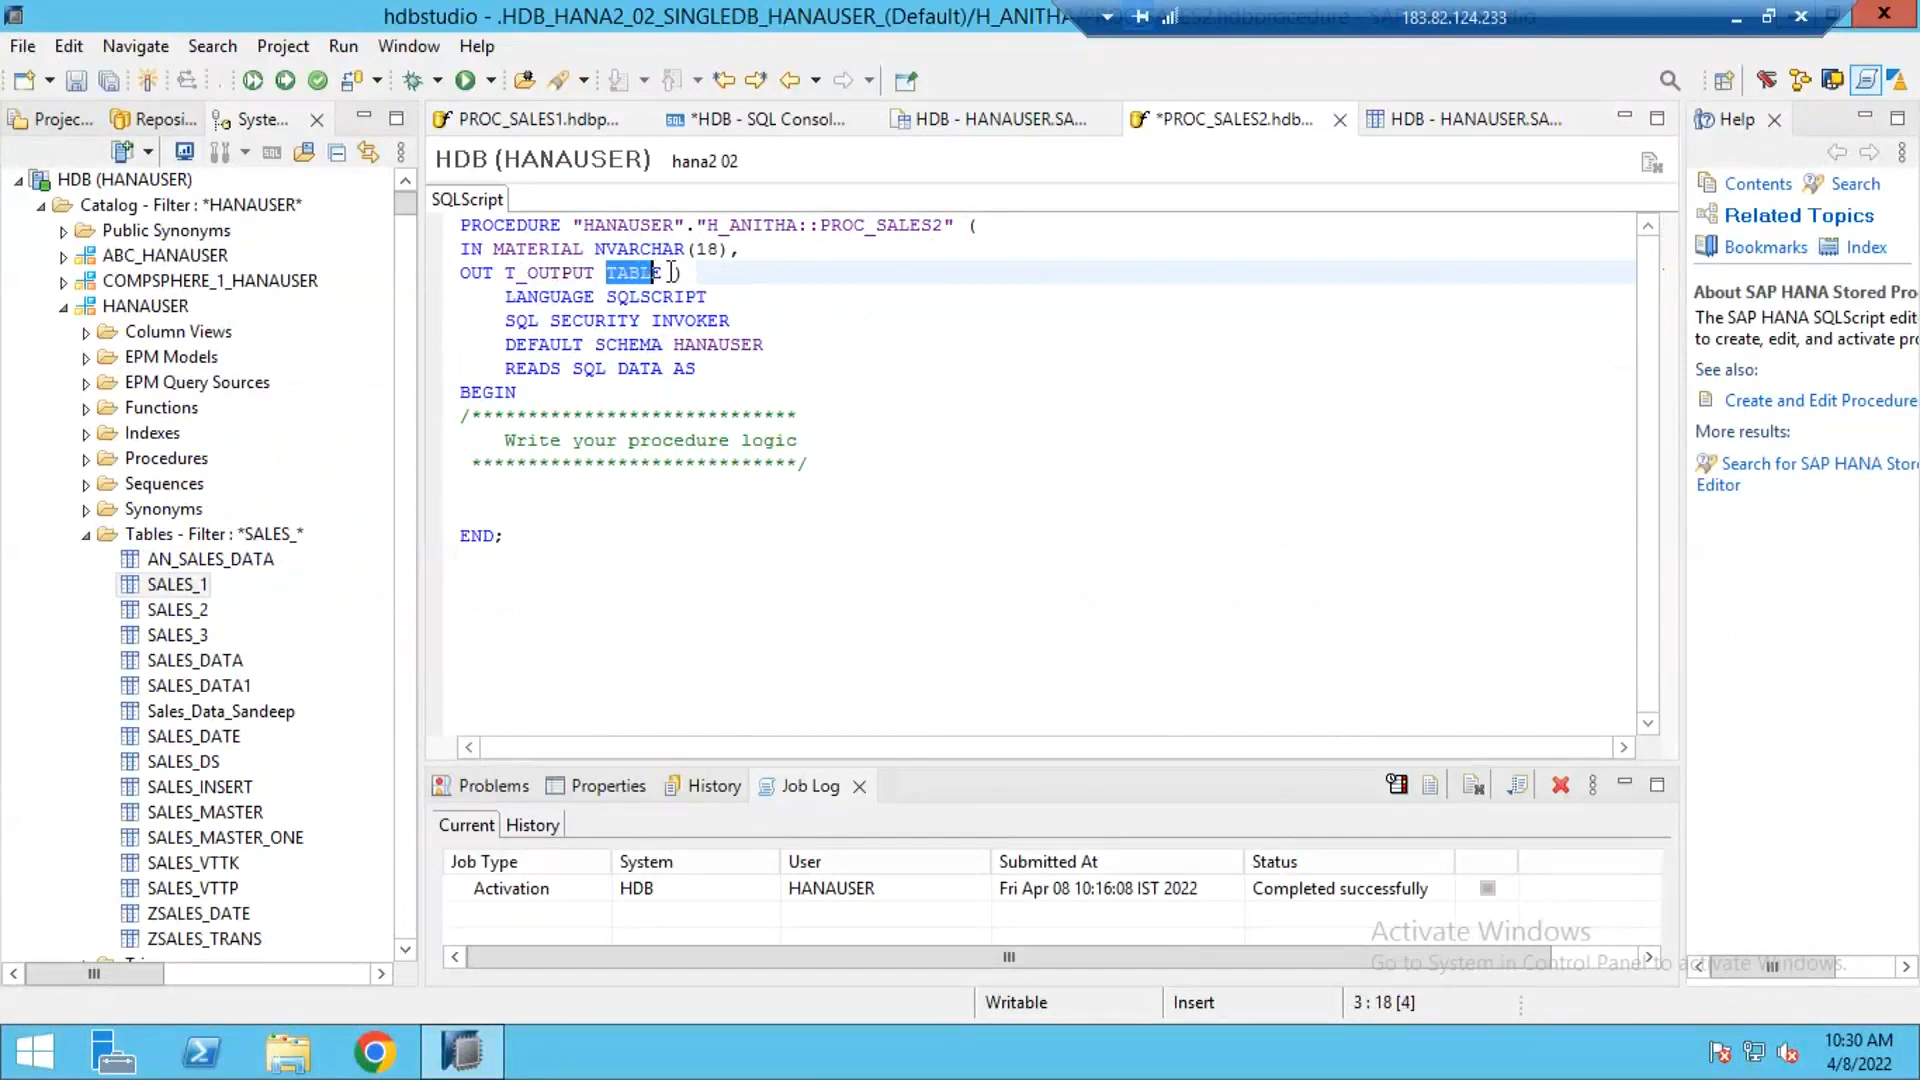 hdbstudio - .HDB_HANA2_02_SINGLEDB_HANAUSER_(Default)/H_ANITHA/
183.82.124.233
File Edit Navigate Search Project Run Window Help
Projec...
Reposi...
Syste...
PROC_SALES1.hdbp...
*HDB - SQL Consol...
HDB - HANAUSER.SA...
*PROC_SALES2.hdb...
HDB - HANAUSER.SA...
Help
HDB (HANAUSER) hana2 02
SQLScript
HDB (HANAUSER)
Catalog - Filter : *HANAUSER*
Public Synonyms
ABC_HANAUSER
COMPSPHERE_1_HANAUSER
HANAUSER
Column Views
EPM Models
EPM Query Sources
Functions
Indexes
Procedures
Sequences
Synonyms
Tables - Filter : *SALES_*
AN_SALES_DATA
SALES_1
SALES_2
SALES_3
SALES_DATA
SALES_DATA1
Sales_Data_Sandeep
SALES_DATE
SALES_DS
SALES_INSERT
SALES_MASTER
SALES_MASTER_ONE
SALES_VTTK
SALES_VTTP
ZSALES_DATE
ZSALES_TRANS
PROCEDURE "HANAUSER"."H_ANITHA::PROC_SALES2" (
IN MATERIAL NVARCHAR(18),
OUT T_OUTPUT TABLE )
LANGUAGE SQLSCRIPT
SQL SECURITY INVOKER
DEFAULT SCHEMA HANAUSER
READS SQL DATA AS
BEGIN
/*****************************
Write your procedure logic
*****************************/
END;
Contents Search
Related Topics
Bookmarks Index
About SAP HANA Stored Pro
The SAP HANA SQLScript edit
to create, edit, and activate pro
See also:
Create and Edit Procedure
More results:
Search for SAP HANA Stor
Editor
Problems
Properties
History
Job Log
Current
History
Job Type System User Submitted At Status
Activation HDB HANAUSER Fri Apr 08 10:16:08 IST 2022 Completed successfully
Activate Windows
Go to System in Control Panel to activate Windows.
Writable Insert 3 : 18 [4]
10:30 AM
4/8/2022